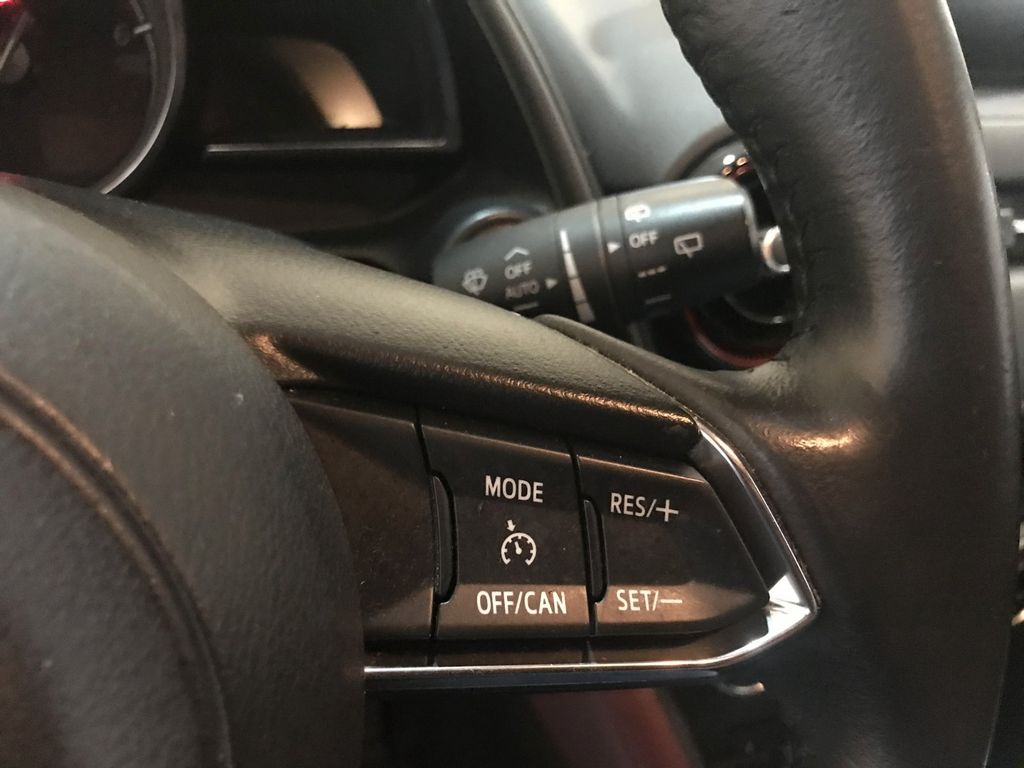 OFF
OFF
AUTO
MODE
RES/+
OFF/CAN
SET/—